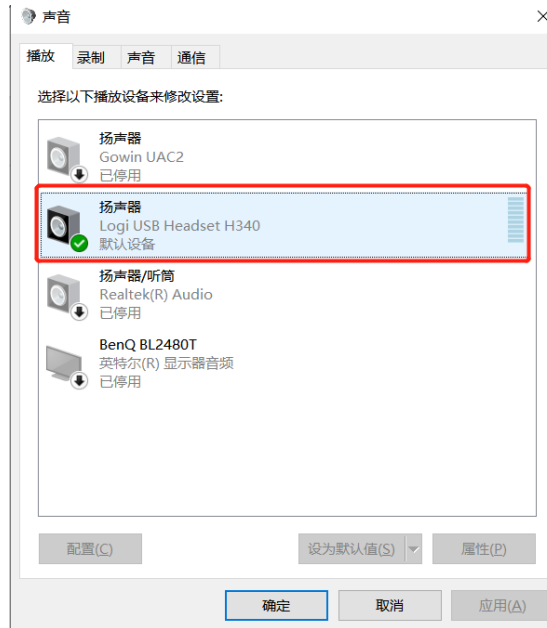 声音
播放 录制 声音 通信
选择以下播放设备来修改设置:
扬声器
Gowin UAC2
已停用
扬声器
Logi USB Headset H340
默认设备
扬声器/听筒
Realtek(R) Audio
已停用
BenQ BL2480T
英特尔(R) 显示器音频
已停用
配置(C) 设为默认值(S) 属性(P)
确定 取消 应用(A)